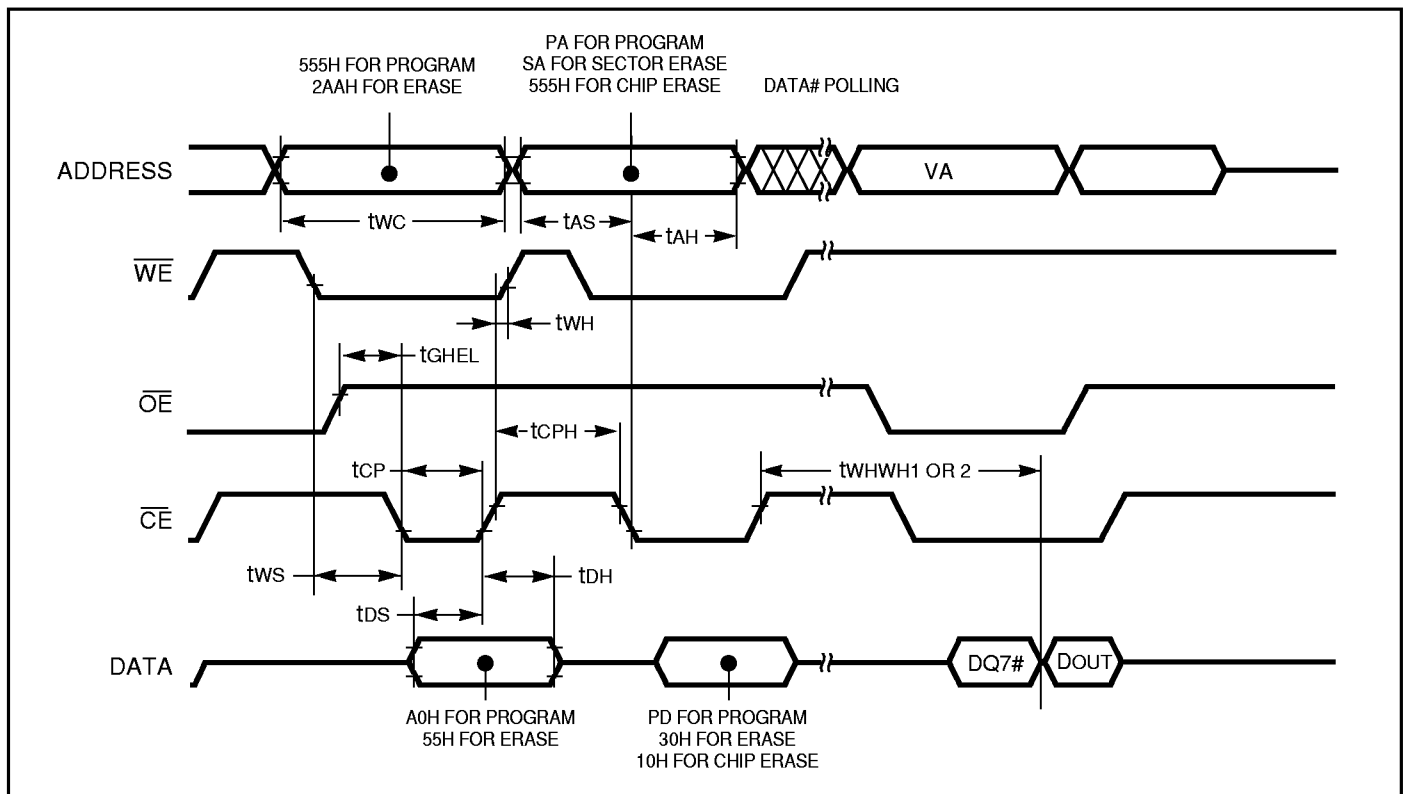 PA FOR PROGRAM
555H FOR PROGRAM
SA FOR SECTOR ERASE
2AAH FOR ERASE
555H FOR CHIP ERASE
DATA# POLLING
ADDRESS
VA
tWC
tAS
tAH
WE
tWH
tGHEL
OE
tCPH
tCP
tWHWH1 OR 2
CE
tWS
tDH
tDS
DATA
DQ7#
DOUT
A0H FOR PROGRAM
55H FOR ERASE
PD FOR PROGRAM
30H FOR ERASE
10H FOR CHIP ERASE